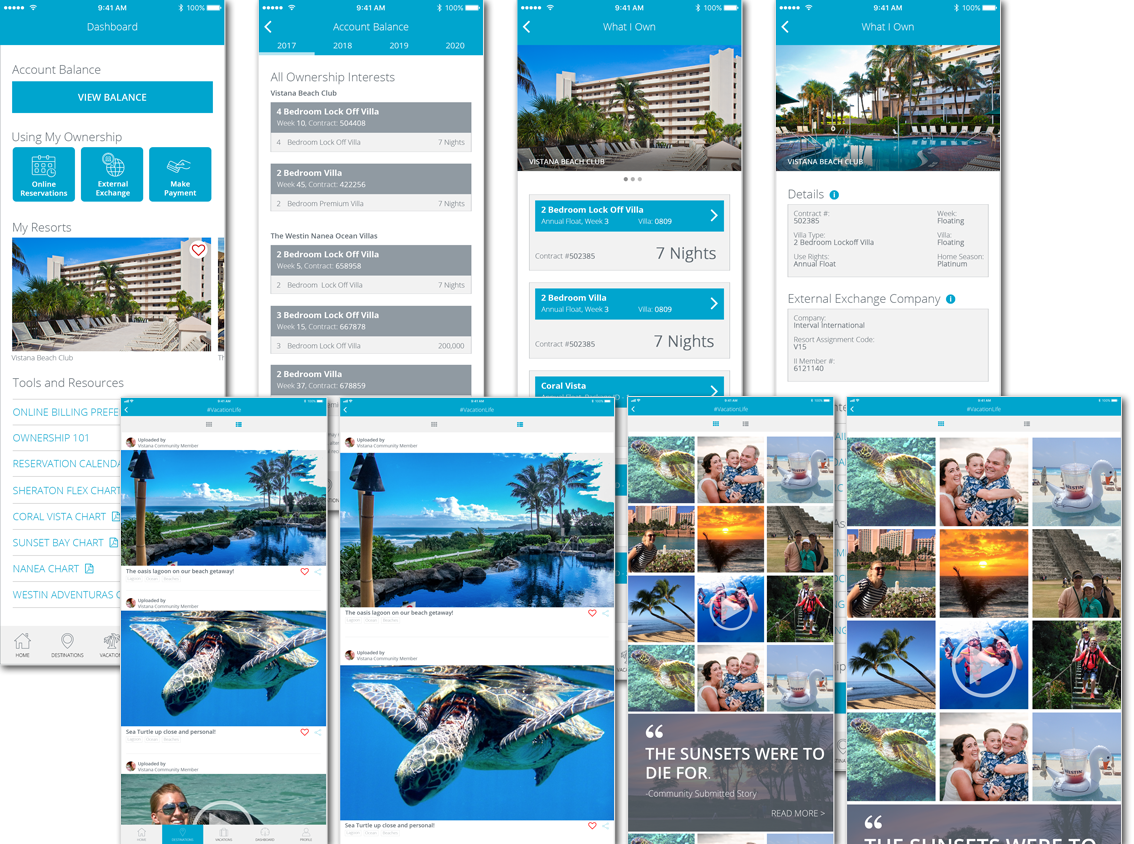 9:41 AM
100%
Dashboard
Account Balance
VIEW BALANCE
Using My Ownership
Online
Reservations
External
Exchange
Make
Payment
My Resorts
Vistana Beach Club
Tools and Resources
ONLINE BILLING PREFE
OWNERSHIP 101
RESERVATION CALENDA
SHERATON FLEX CHART
CORAL VISTA CHART
SUNSET BAY CHART
NANEA CHART
WESTIN ADVENTURAS
HOME
DESTINATIONS
9:41 AM
100%
Account Balance
2017 2018 2019 2020
All Ownership Interests
Vistana Beach Club
4 Bedroom Lock Off Villa
Week 10, Contract: 504408
4 Bedroom Lock Off Villa 7 Nights
2 Bedroom Villa
Week 45, Contract: 422256
2 Bedroom Premium Villa 7 Nights
The Westin Nanea Ocean Villas
2 Bedroom Lock Off Villa
Week 5, Contract: 658958
2 Bedroom Lock Off Villa 7 Nights
3 Bedroom Lock Off Villa
Week 15, Contract: 667878
3 Bedroom Lock Off Villa 200,000
2 Bedroom Villa
Week 37, Contract: 678859
9:41 AM
100%
What I Own
VISTANA BEACH CLUB
2 Bedroom Lock Off Villa
Annual Float, Week 3 Villa: 0809
Contract #502385 7 Nights
2 Bedroom Villa
Annual Float, Week 3 Villa: 0809
Contract #502385 7 Nights
Coral Vista
9:41 AM
100%
What I Own
VISTANA BEACH CLUB
Details
Contract #: Week:
502385 Floating
Villa Type: Villa:
2 Bedroom Lockoff Villa Floating
Use Rights: Home Season:
Annual Float Platinum
External Exchange Company
Company:
Interval International
Resort Assignment Code:
V15
II Member #:
6121140
#VacationLife
Uploaded by
Vistana Community Member
The oasis lagoon on our beach getaway!
Uploaded by
Vistana Community Member
Sea Turtle up close and personal!
Uploaded by
Vistana Community Member
HOME
DESTINATIONS
VACATIONS
DASHBOARD
PROFILE
#VacationLife
Uploaded by
Vistana Community Member
The oasis lagoon on our beach getaway!
Uploaded by
Vistana Community Member
Sea Turtle up close and personal!
#VacationLife
“
THE SUNSETS WERE TO
DIE FOR.
-Community Submitted Story
READ MORE >
#VacationLife
“
THE SUNSETS WERE TO